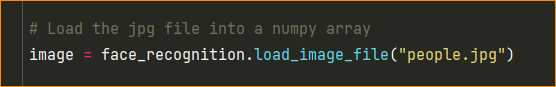 # Load the jpg file into a numpy array
image = face_recognition.load_image_file("people.jpg")